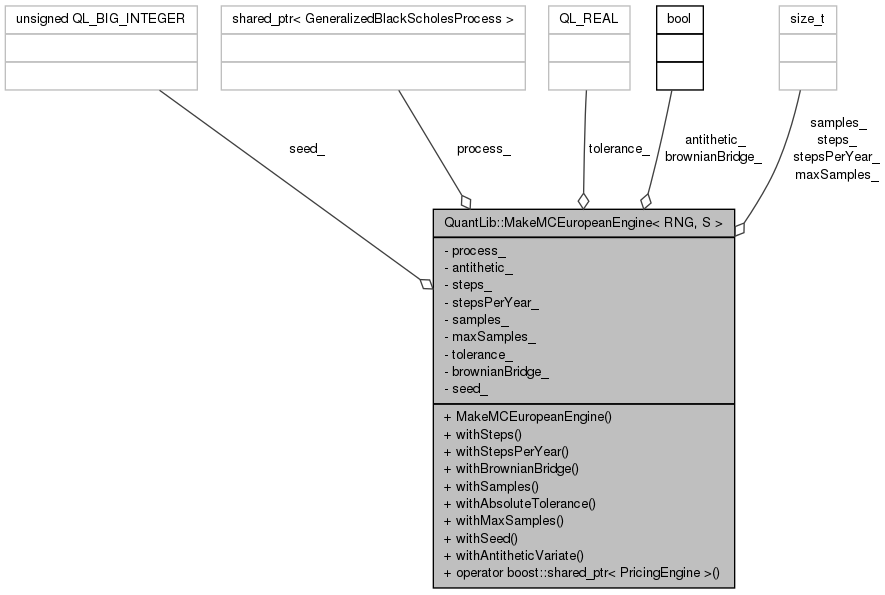 unsigned QL_BIG_INTEGER
shared_ptr< GeneralizedBlackScholesProcess >
QL_REAL
bool
size_t
seed_
process_
tolerance_
antithetic_
brownianBridge_
samples_
steps_
stepsPerYear_
maxSamples_
QuantLib::MakeMCEuropeanEngine< RNG, S >
- process_
- antithetic_
- steps_
- stepsPerYear_
- samples_
- maxSamples_
- tolerance_
- brownianBridge_
- seed_
+ MakeMCEuropeanEngine()
+ withSteps()
+ withStepsPerYear()
+ withBrownianBridge()
+ withSamples()
+ withAbsoluteTolerance()
+ withMaxSamples()
+ withSeed()
+ withAntitheticVariate()
+ operator boost::shared_ptr< PricingEngine >()